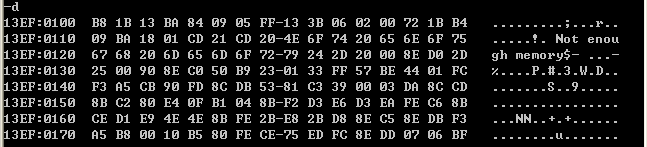 -d
13EF:0100 B8 1B 13 BA 84 09 05 FF-13 3B 06 02 00 72 1B B4 .........;...r..
13EF:0110 09 BA 18 01 CD 21 CD 20-4E 6F 74 20 65 6E 6F 75 .....!. Not enou
13EF:0120 67 68 20 6D 65 6D 6F 72-79 24 2D 20 00 8E D0 2D gh memory$- ...-
13EF:0130 25 00 90 8E C0 50 B9 23-01 33 FF 57 BE 44 01 FC %....P.#.3.W.D..
13EF:0140 F3 A5 CB 90 FD 8C DB 53-81 C3 39 00 03 DA 8C CD .......S..9.....
13EF:0150 8B C2 80 E4 0F B1 04 8B-F2 D3 E6 D3 EA FE C6 8B ................
13EF:0160 CE D1 E9 4E 4E 8B FE 2B-E8 2B D8 8E C5 8E DB F3 ...NN..+.+......
13EF:0170 A5 B8 00 10 B5 80 FE CE-75 ED FC 8E DD 07 06 BF ........u.......